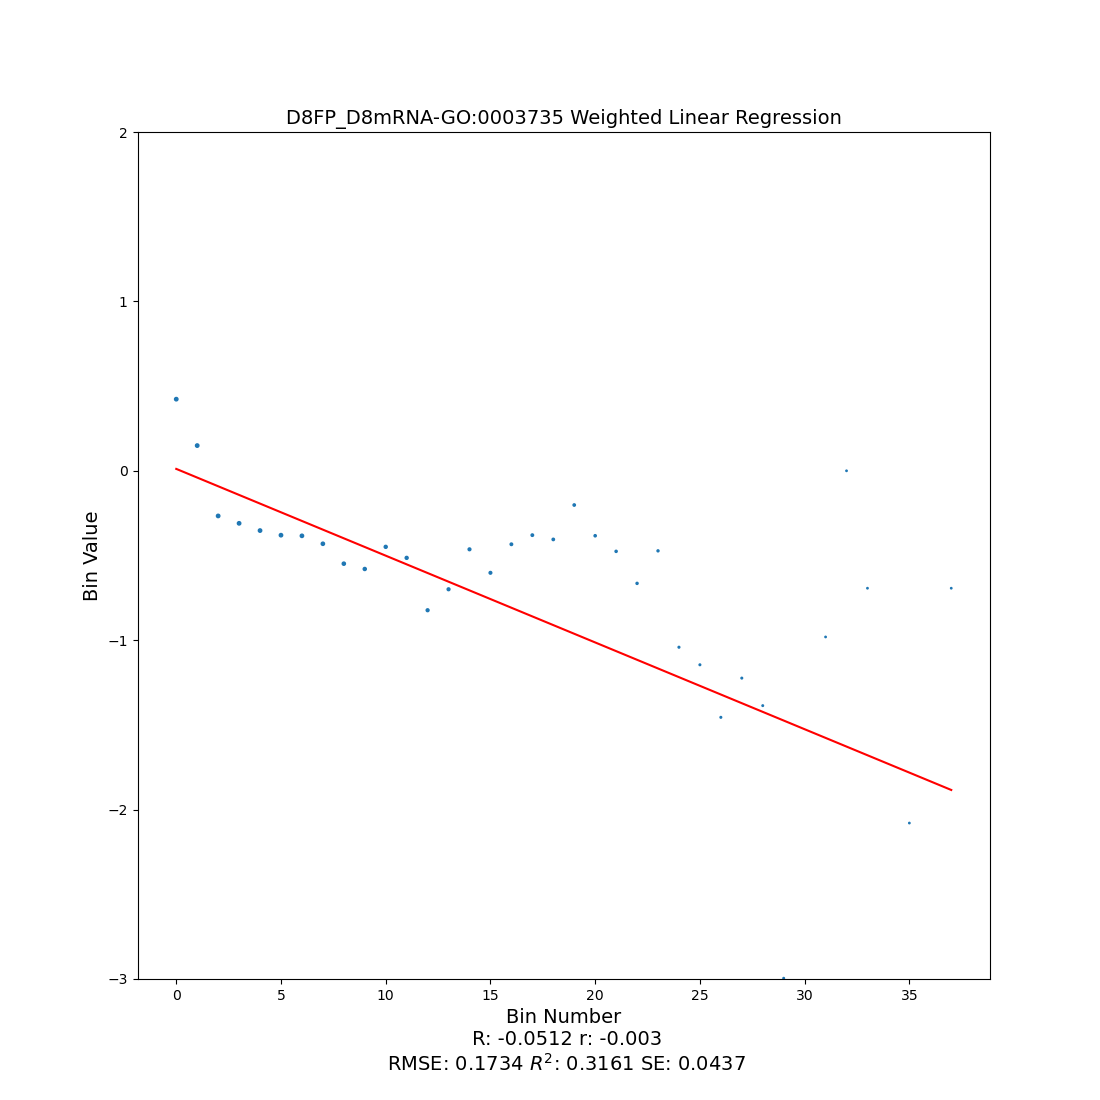 D8FP_D8mRNA-GO:0003735 Weighted Linear Regression
2
1
0
−1
−2
−3
Bin Value
0 5 10 15 20 25 30 35
Bin Number
R: -0.0512 r: -0.003
RMSE: 0.1734 R²: 0.3161 SE: 0.0437